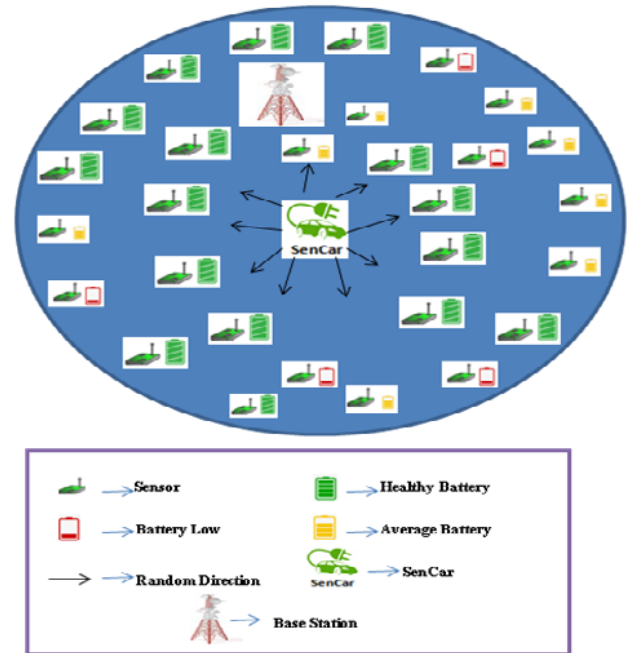 SenCar
Sensor
Healthy Battery
Battery Low
Average Battery
Random Direction
SenCar
SenCar
Base Station